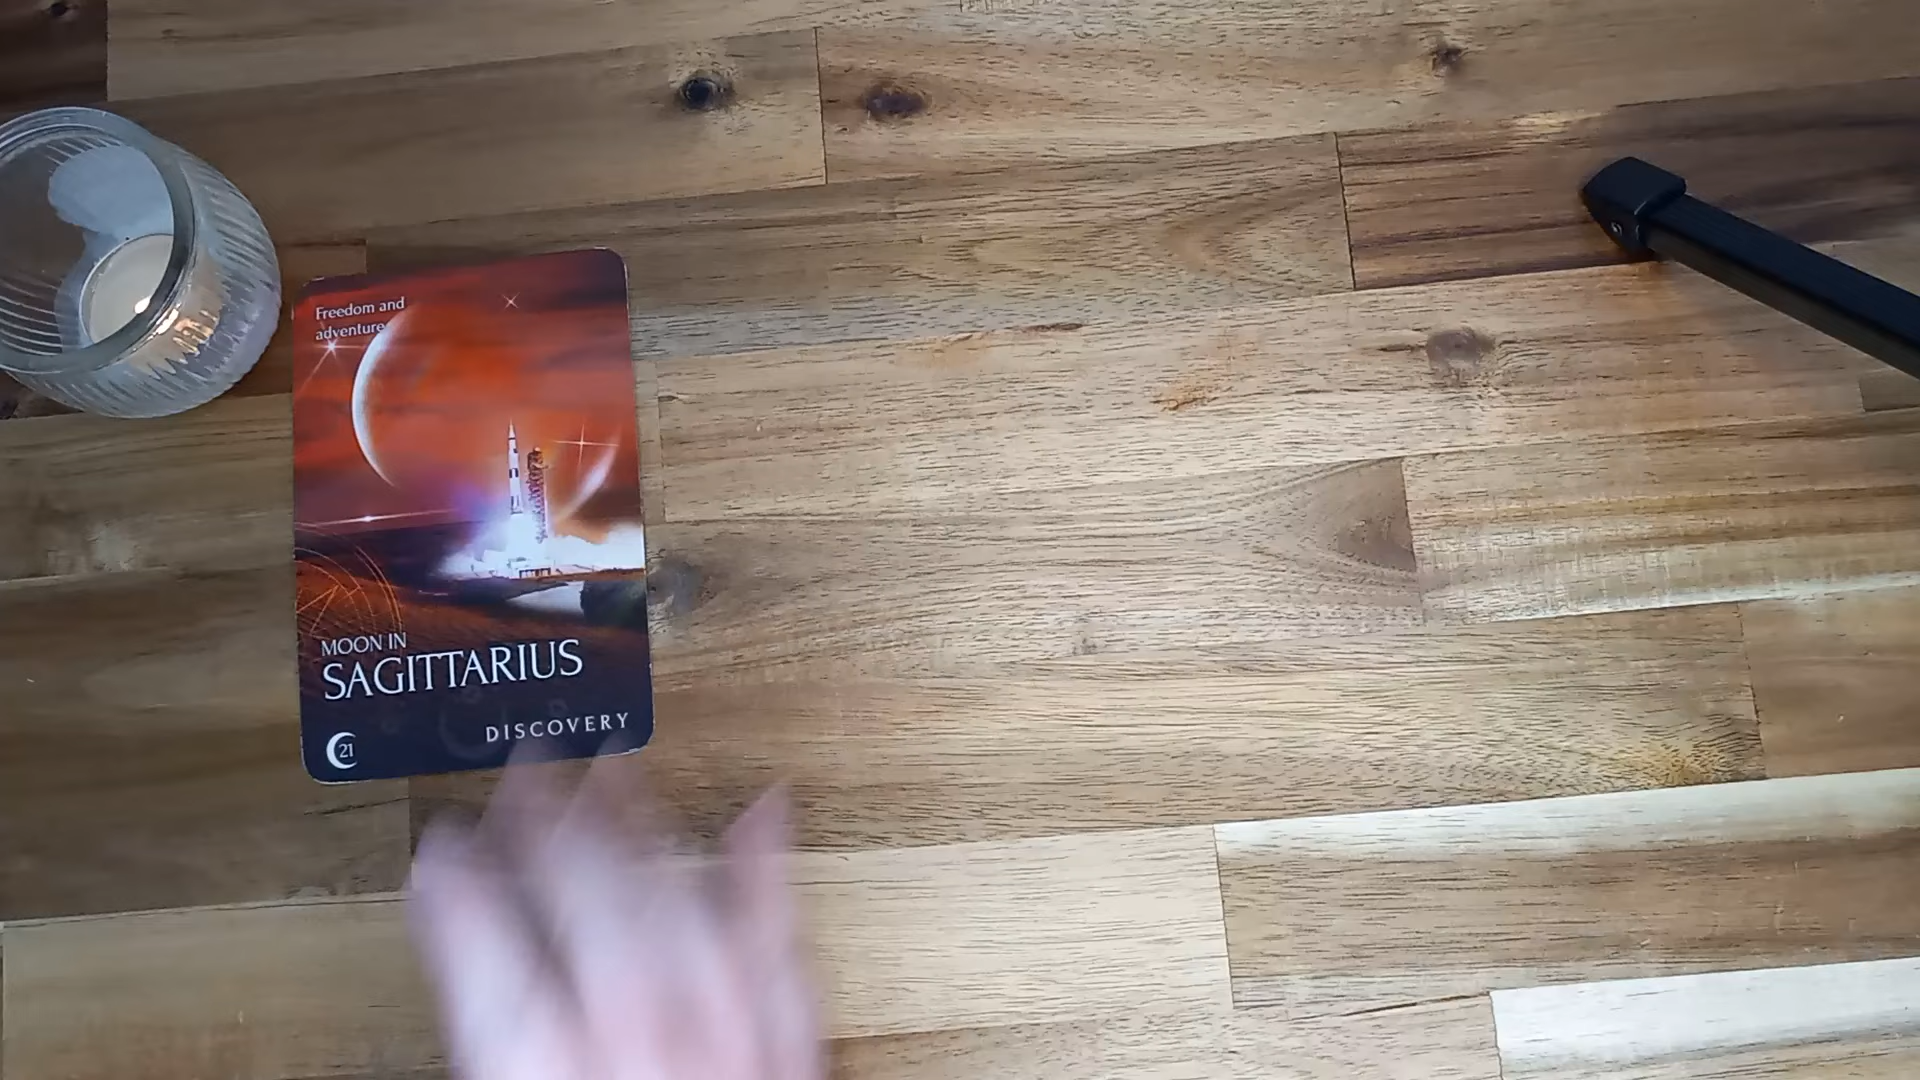 Freedom and
adventure
MOON IN
SAGITTARIUS
DISCOVERY
21